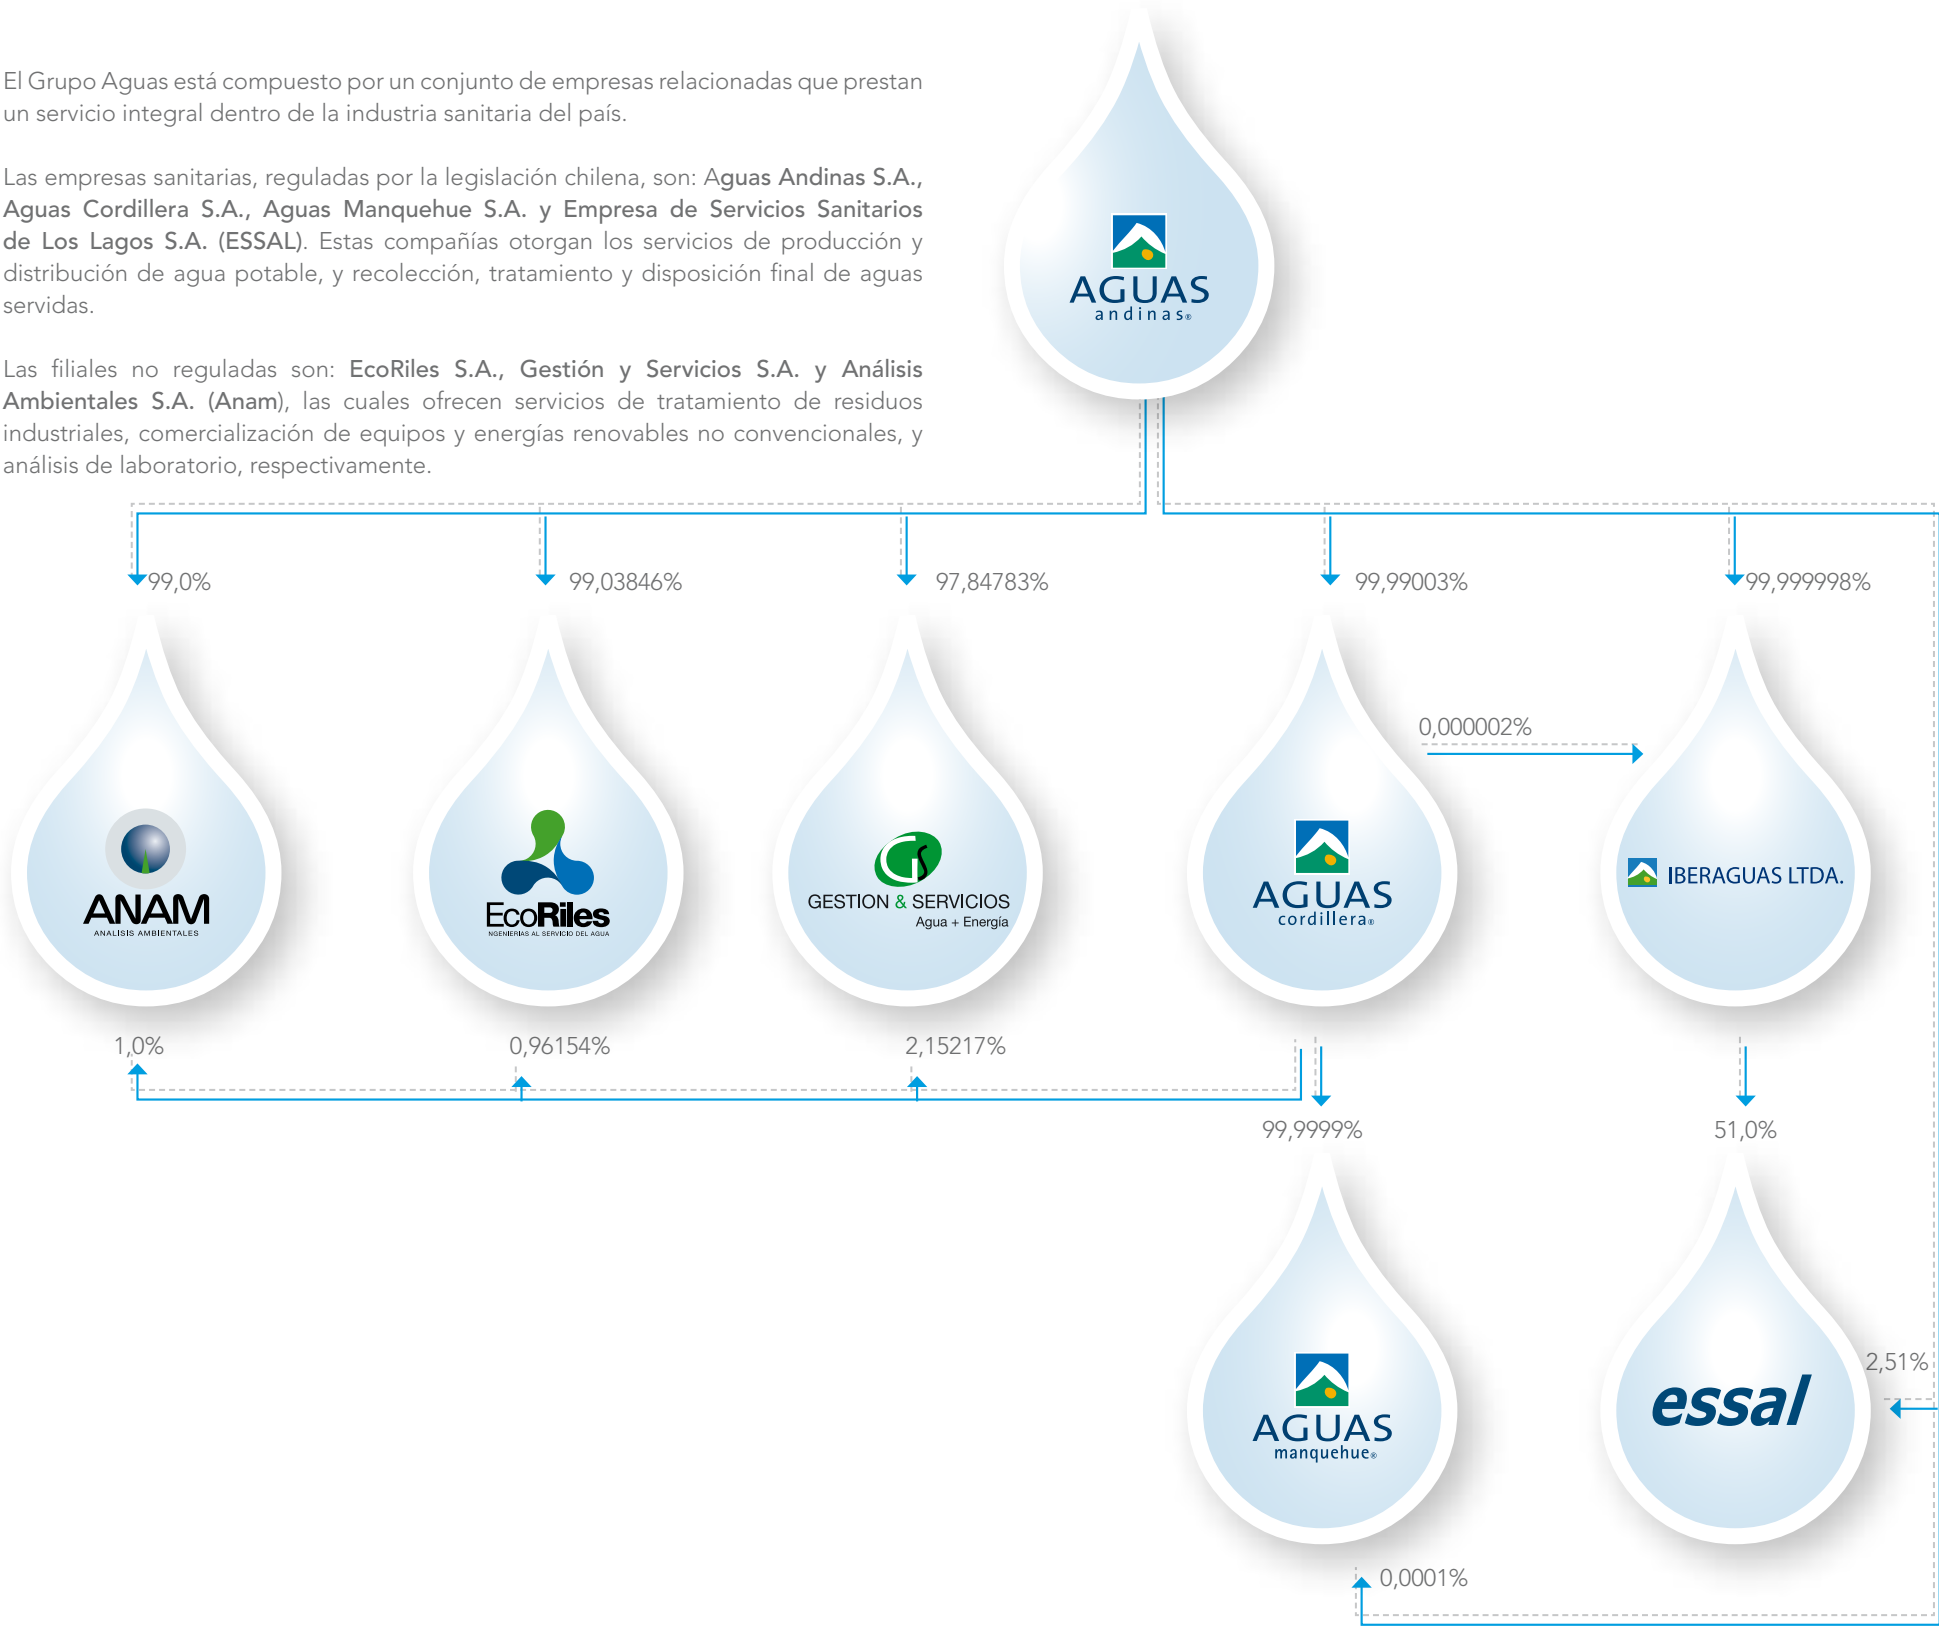 El Grupo Aguas está compuesto por un conjunto de empresas relacionadas que prestan
un servicio integral dentro de la industria sanitaria del país.
Las empresas sanitarias, reguladas por la legislación chilena, son: Aguas Andinas S.A.,
Aguas Cordillera S.A., Aguas Manquehue S.A. y Empresa de Servicios Sanitarios
de Los Lagos S.A. (ESSAL). Estas compañías otorgan los servicios de producción y
distribución de agua potable, y recolección, tratamiento y disposición final de aguas
servidas.
Las filiales no reguladas son: EcoRiles S.A., Gestión y Servicios S.A. y Análisis
Ambientales S.A. (Anam), las cuales ofrecen servicios de tratamiento de residuos
industriales, comercialización de equipos y energías renovables no convencionales, y
análisis de laboratorio, respectivamente.
AGUAS
andinas®
99,0%
99,03846%
97,84783%
99,99003%
99,999998%
0,000002%
ANAM
ANALISIS AMBIENTALES
EcoRiles
NGENIERIAS AL SERVICIO DEL AGUA
GS
GESTION & SERVICIOS
Agua + Energía
AGUAS
cordillera®
IBERAGUAS LTDA.
1,0%
0,96154%
2,15217%
99,9999%
51,0%
AGUAS
manquehue®
essal
2,51%
0,0001%